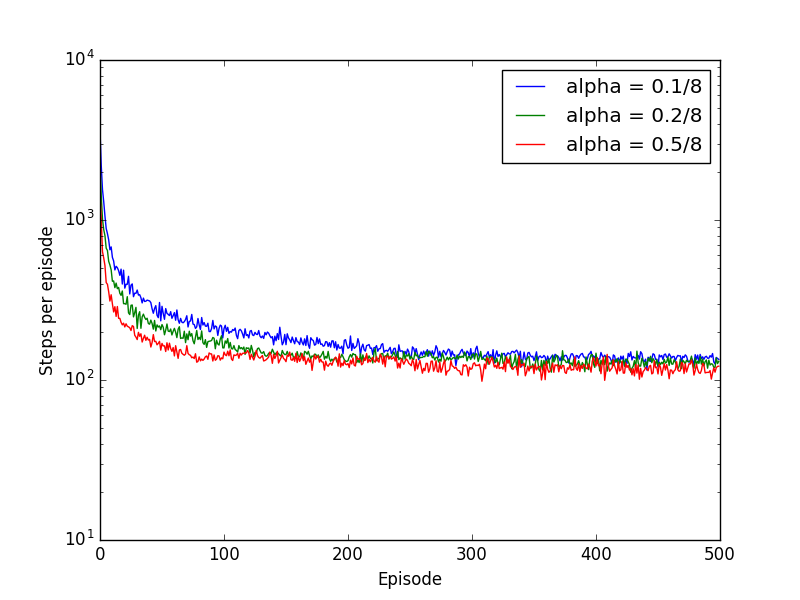 10^4
10^3
10^2
10^1
Steps per episode
alpha = 0.1/8
alpha = 0.2/8
alpha = 0.5/8
0 100 200 300 400 500
Episode